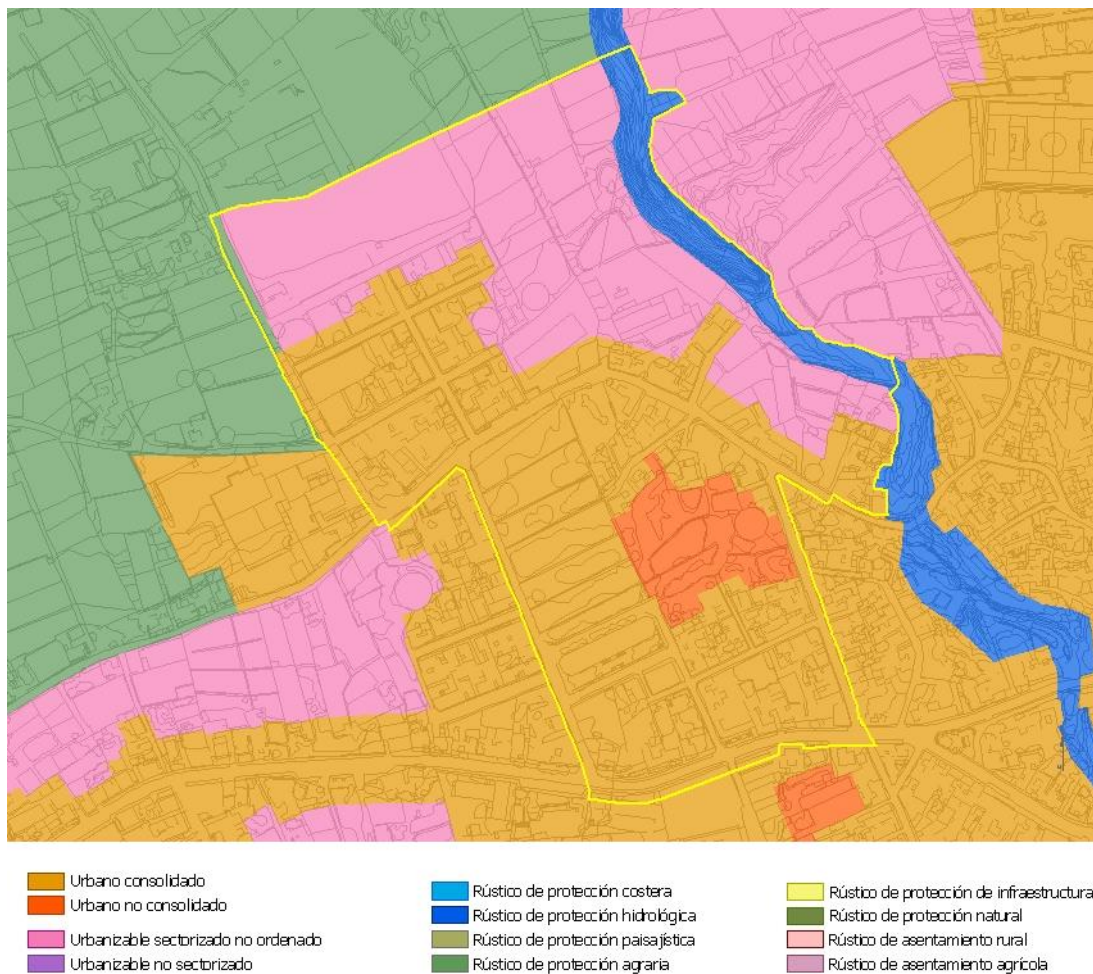 Urbano consolidado
Urbano no consolidado
Urbanizable sectorizado no ordenado
Urbanizable no sectorizado
Rústico de protección costera
Rústico de protección hidrológica
Rústico de protección paisajística
Rústico de protección agraria
Rústico de protección de infraestructura
Rústico de protección natural
Rústico de asentamiento rural
Rústico de asentamiento agrícola